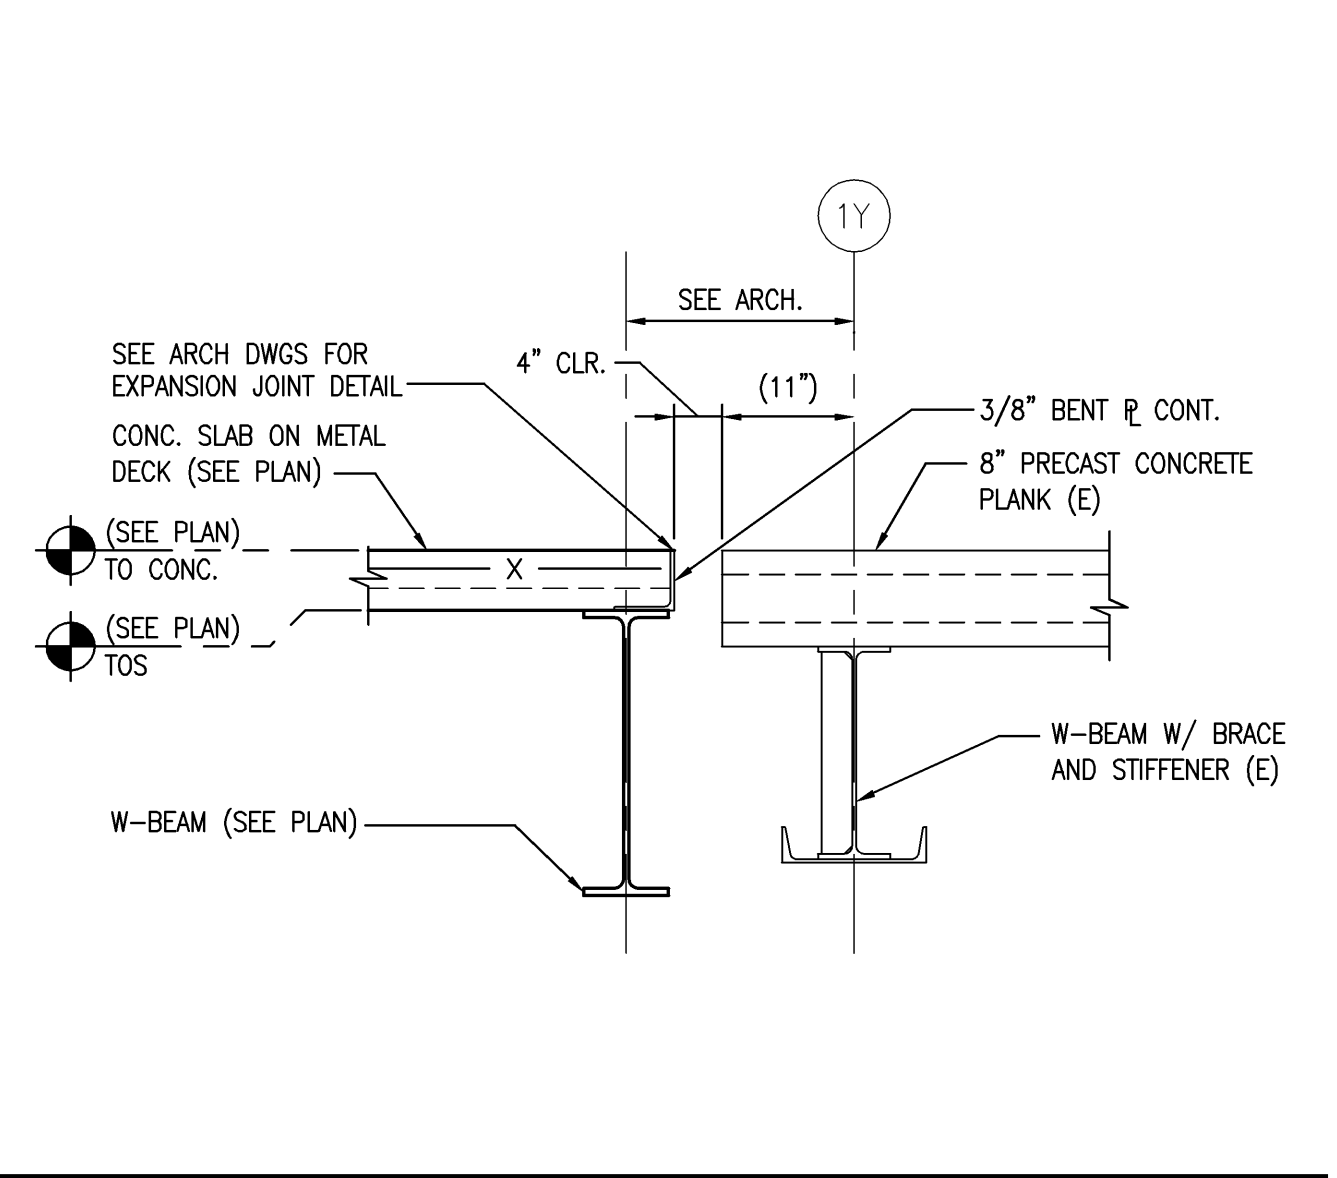 1Y
SEE ARCH.
SEE ARCH DWGS FOR
EXPANSION JOINT DETAIL
4” CLR.
(11”)
3/8” BENT ℄ CONT.
CONC. SLAB ON METAL
DECK (SEE PLAN)
8” PRECAST CONCRETE
PLANK (E)
(SEE PLAN)
TO CONC.
X
(SEE PLAN)
TOS
W-BEAM W/ BRACE
AND STIFFENER (E)
W-BEAM (SEE PLAN)